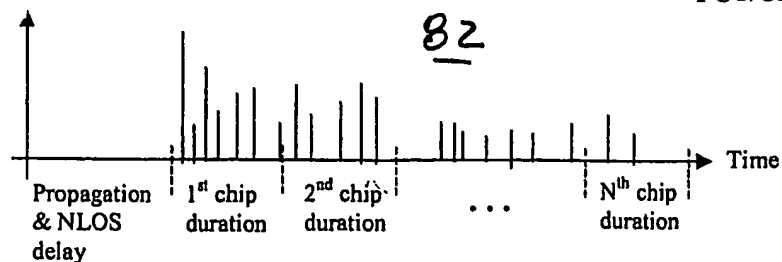 82
Time
Propagation & NLOS delay
1st chip duration
2nd chip duration
...
Nth chip duration